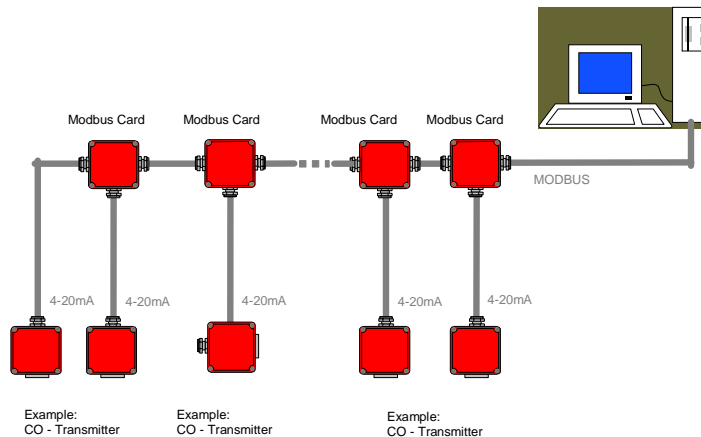 Modbus Card
Modbus Card
Modbus Card
Modbus Card
MODBUS
4-20mA
4-20mA
4-20mA
4-20mA
4-20mA
Example:
CO - Transmitter
Example:
CO - Transmitter
Example:
CO - Transmitter